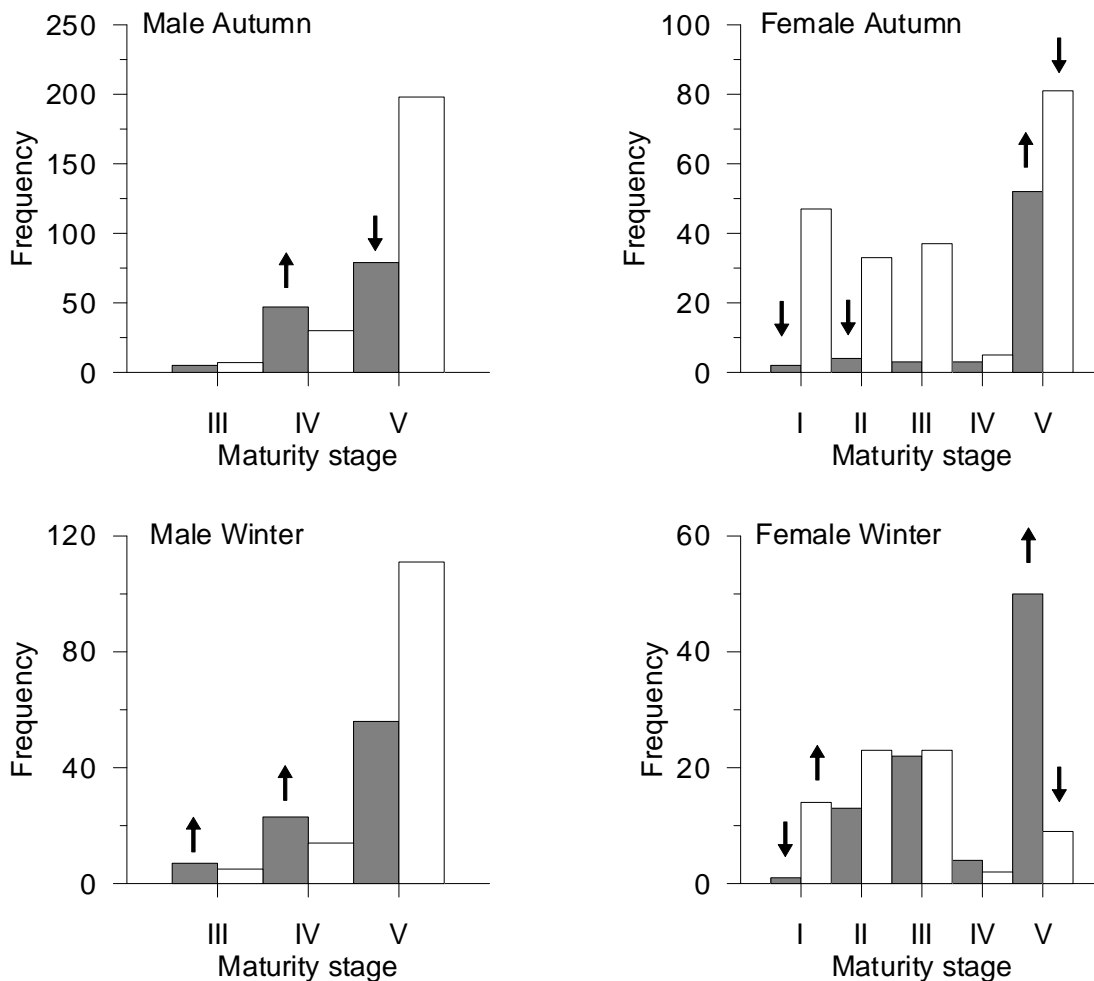 Male Autumn
250
200
150
100
50
0
Frequency
III IV V
Maturity stage
Female Autumn
100
80
60
40
20
0
Frequency
I II III IV V
Maturity stage
Male Winter
120
80
40
0
Frequency
III IV V
Maturity stage
Female Winter
60
40
20
0
Frequency
I II III IV V
Maturity stage